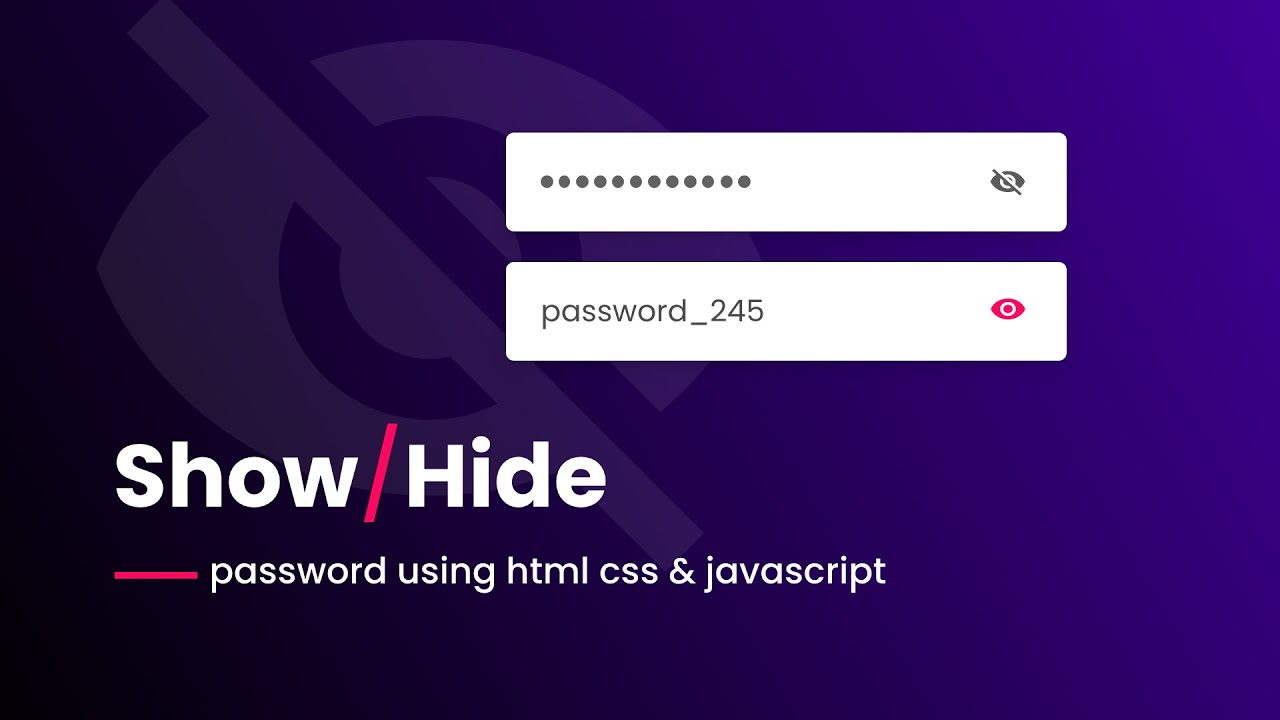 ••••••••••••
password_245
Show/Hide
password using html css & javascript